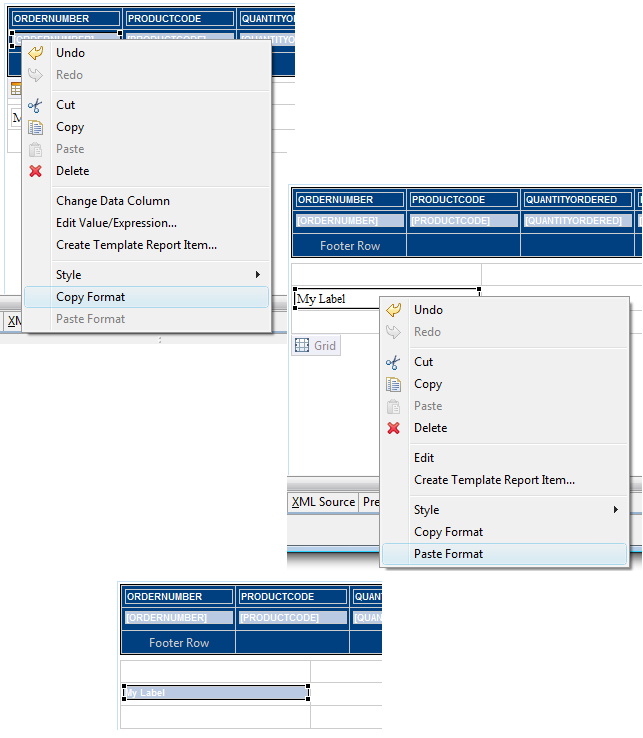 ORDERNUMBER PRODUCTCODE QUANTITYO
[ORDERNUMBER] [PRODUCTCODE] [QUANTITYO
Undo
Redo
Cut
Copy
Paste
Delete
Change Data Column
Edit Value/Expression...
Create Template Report Item...
Style
Copy Format
Paste Format
ORDERNUMBER PRODUCTCODE QUANTITYORDERED
[ORDERNUMBER] [PRODUCTCODE] [QUANTITYORDERED]
Footer Row
My Label
Grid
Undo
Redo
Cut
Copy
Paste
Delete
Edit
Create Template Report Item...
Style
Copy Format
Paste Format
XML Source Pre
ORDERNUMBER PRODUCTCODE QUAN
[ORDERNUMBER] [PRODUCTCODE] [QUAN
Footer Row
My Label